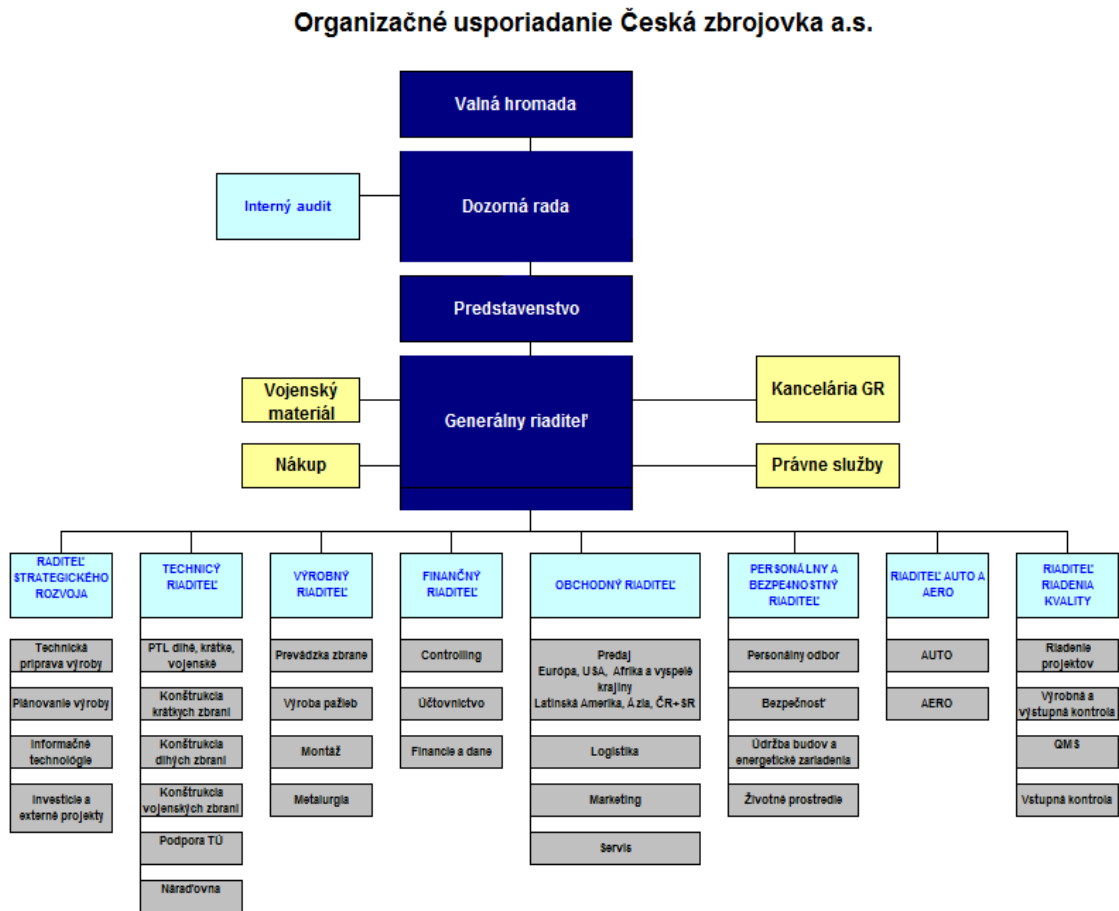 Organizačné usporiadanie Česká zbrojovka a.s.
Valná hromada
Interný audit
Dozorná rada
Predstavenstvo
Vojenský
materiál
Generálny riaditeľ
Kancelária GR
Nákup
Právne služby
RADITEĽ
STRATEGICKÉHO
ROZVOJA
Technická
príprava výroby
Plánovanie výroby
Informačné
technológie
Investície a
externé projekty
TECHNICÝ
RIADITEĽ
PTL dlhé, krátke,
vojenské
Konštrukcia
krátkych zbraní
Konštrukcia
dlhých zbraní
Konštrukcia
vojenských zbraní
Podpora TÚ
Náraďovna
VÝROBNÝ
RIADITEĽ
Prevádzka zbrane
Výroba pažieb
Montáž
Metalurgia
FINANČNÝ
RIADITEĽ
Controlling
Účtovníctvo
Financie a dane
OBCHODNÝ RIADITEĽ
Predaj
Európa, USA, Afrika a vyspelé
krajiny
Latinská Amerika, Ázia, ČR+SR
Logistika
Marketing
Servis
PERSONÁLNY A
BEZPE4NOSTNÝ
RIADITEĽ
Personálny odbor
Bezpečnosť
Údržba budov a
energetické zariadenia
Životné prostredie
RIADITEĽ AUTO A
AERO
AUTO
AERO
RIADITEĽ
RIADENIA
KVALITY
Riadenie
projektov
Výrobná a
výstupná kontrola
QMS
Vstupná kontrola